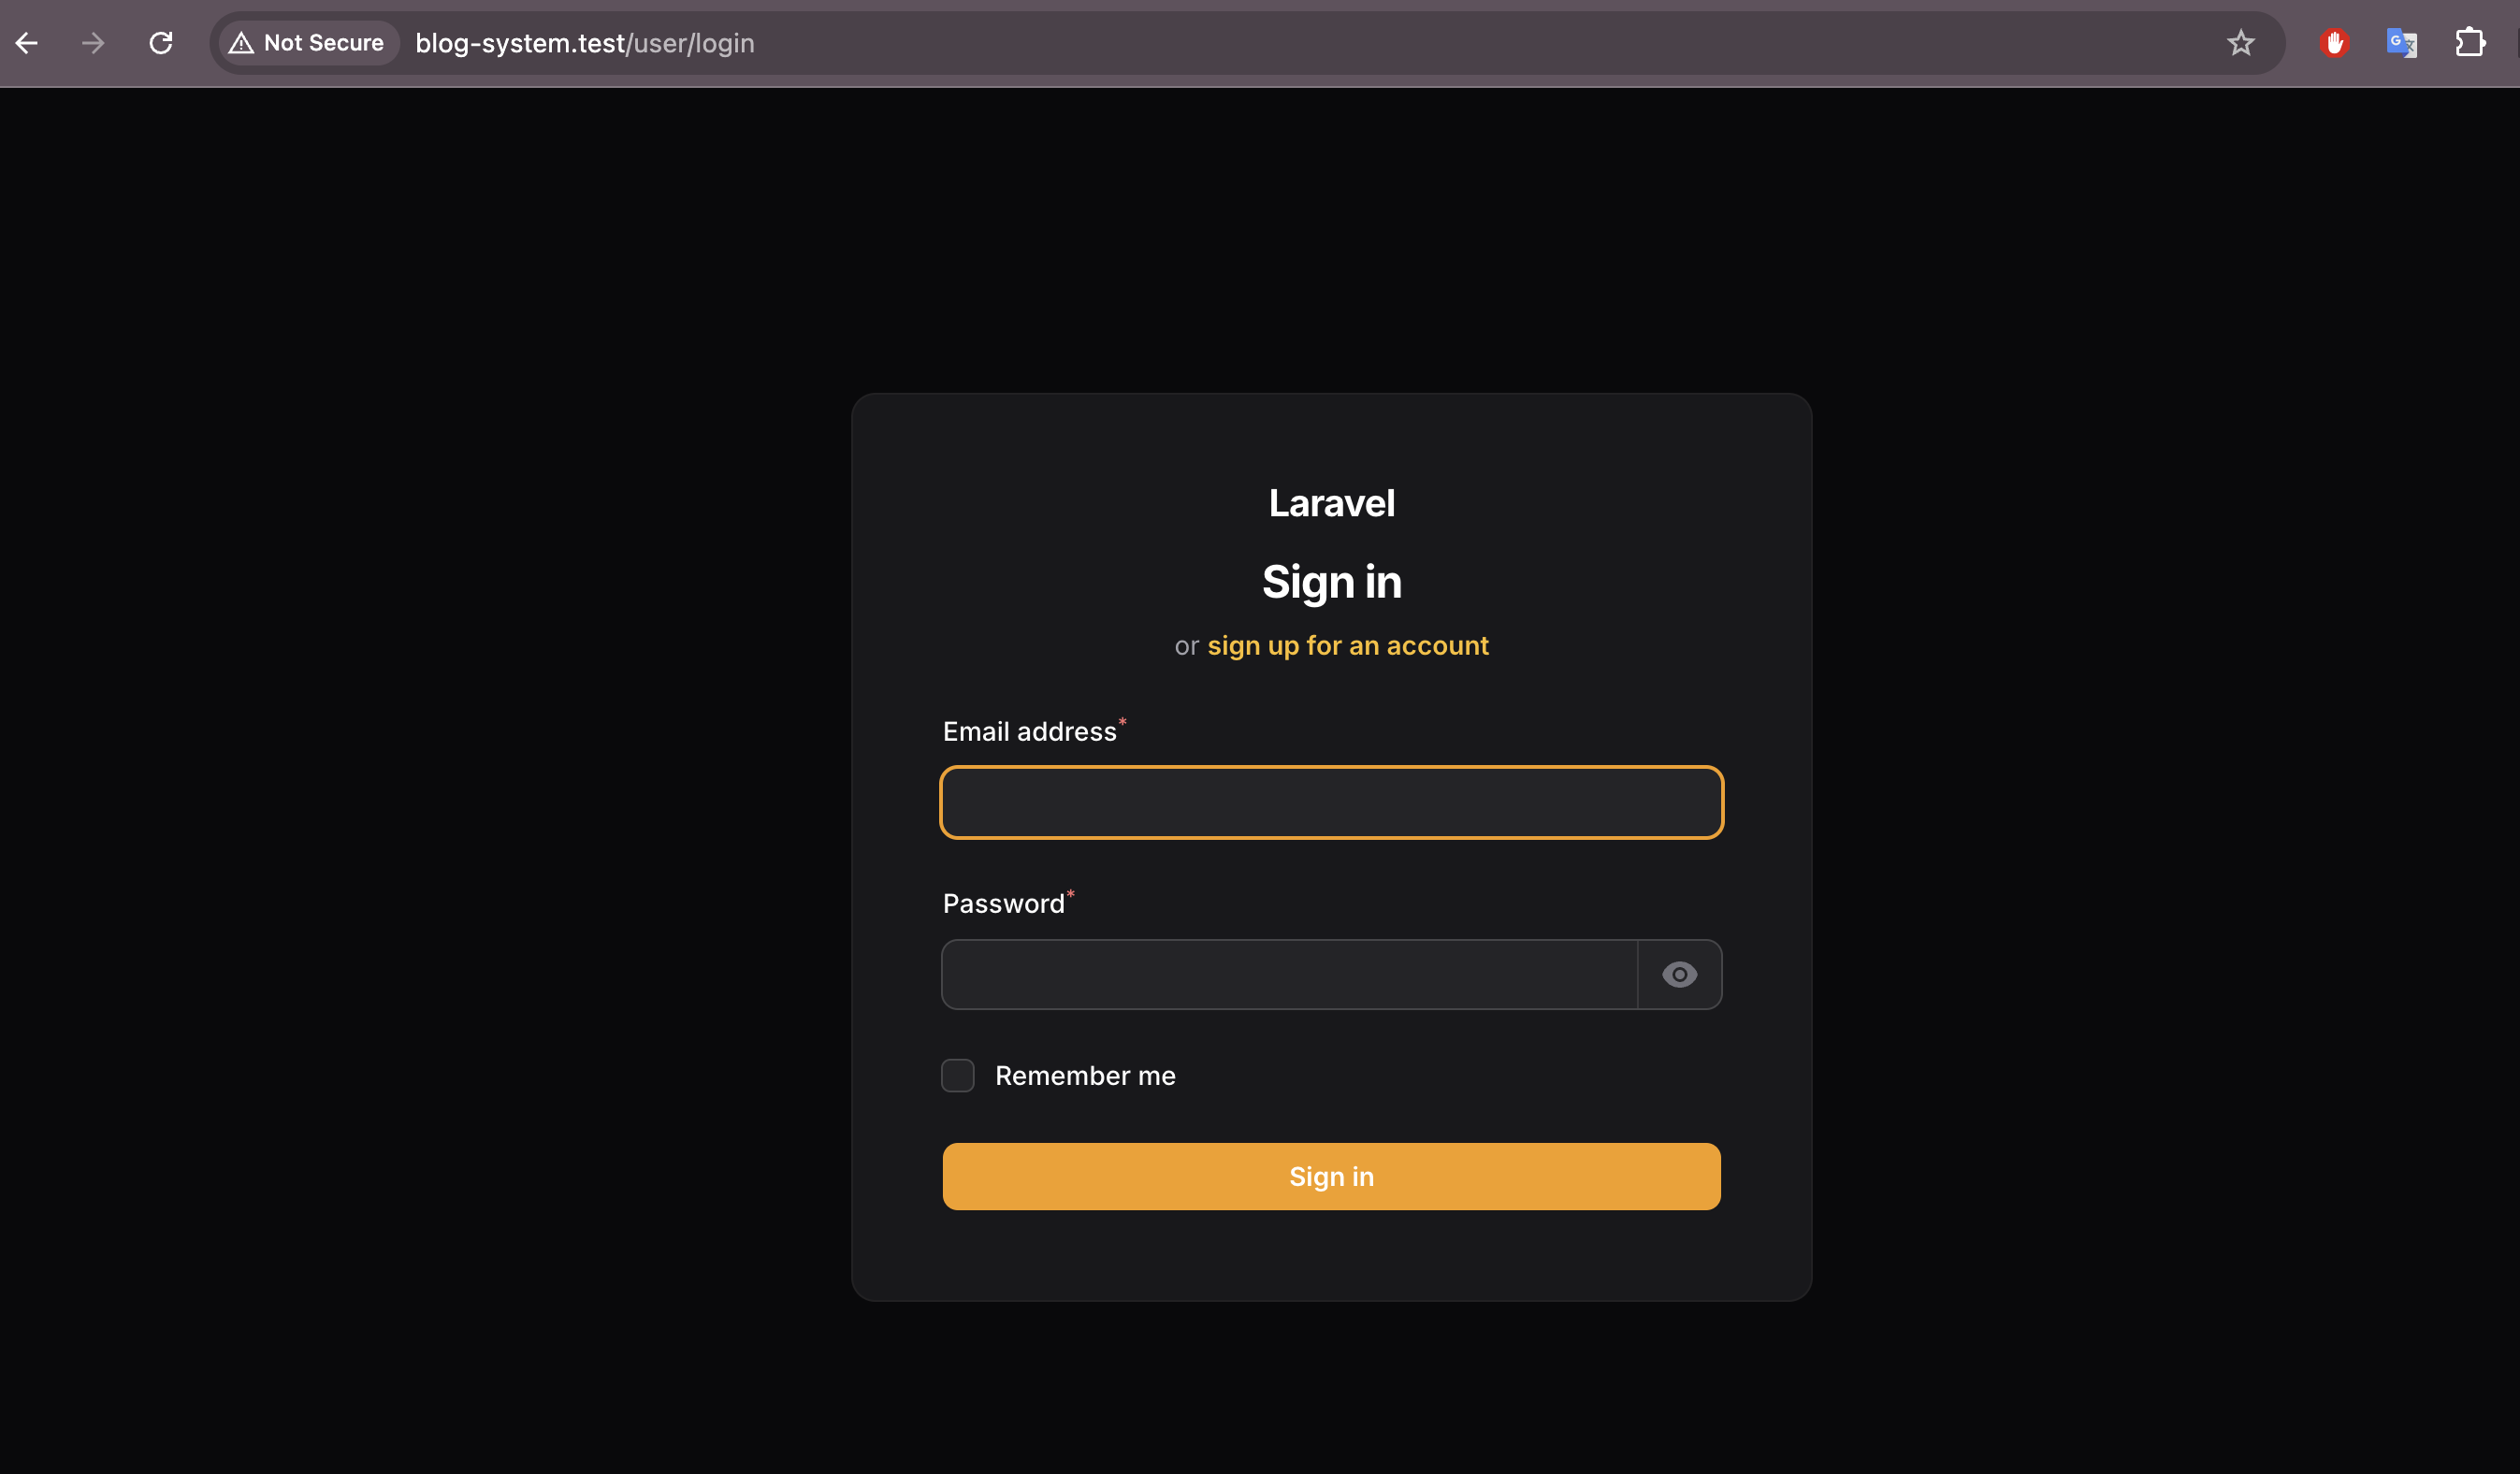 Not Secure blog-system.test/user/login
Laravel
Sign in
or sign up for an account
Email address*
Password*
Remember me
Sign in